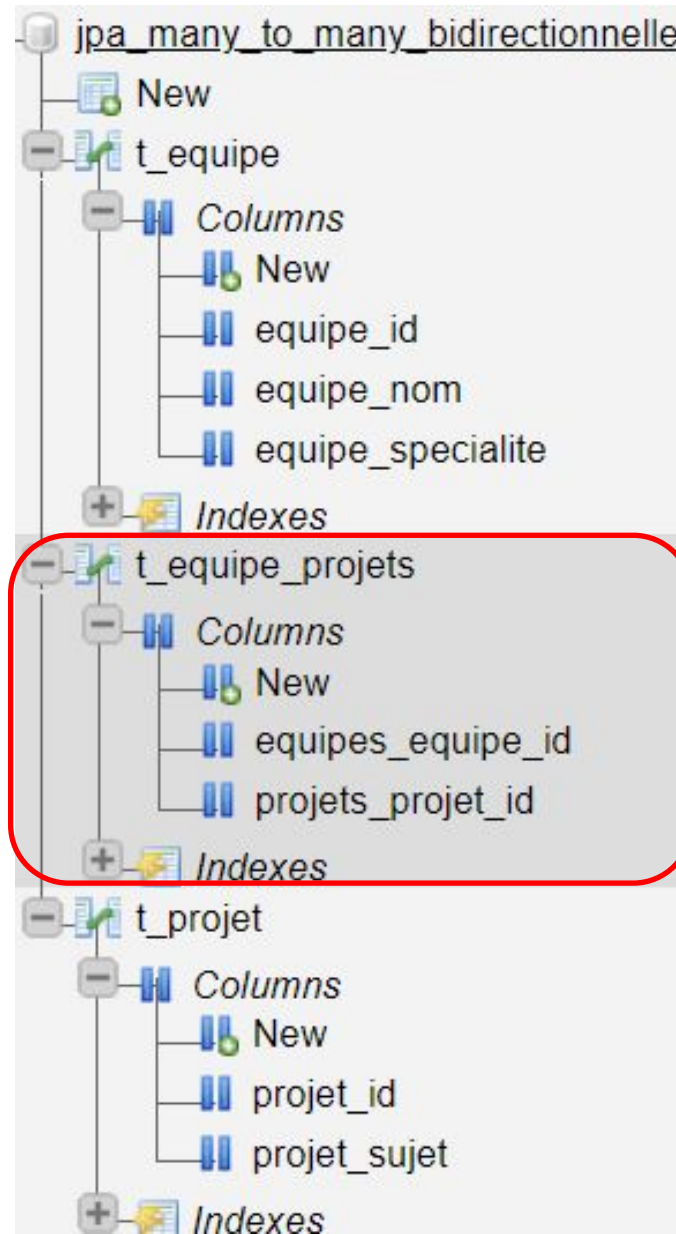 jpa_many_to_many_bidirectionnelle
New
t_equipe
Columns
New
equipe_id
equipe_nom
equipe_specialite
Indexes
t_equipe_projets
Columns
New
equipes_equipe_id
projets_projet_id
Indexes
t_projet
Columns
New
projet_id
projet_sujet
Indexes